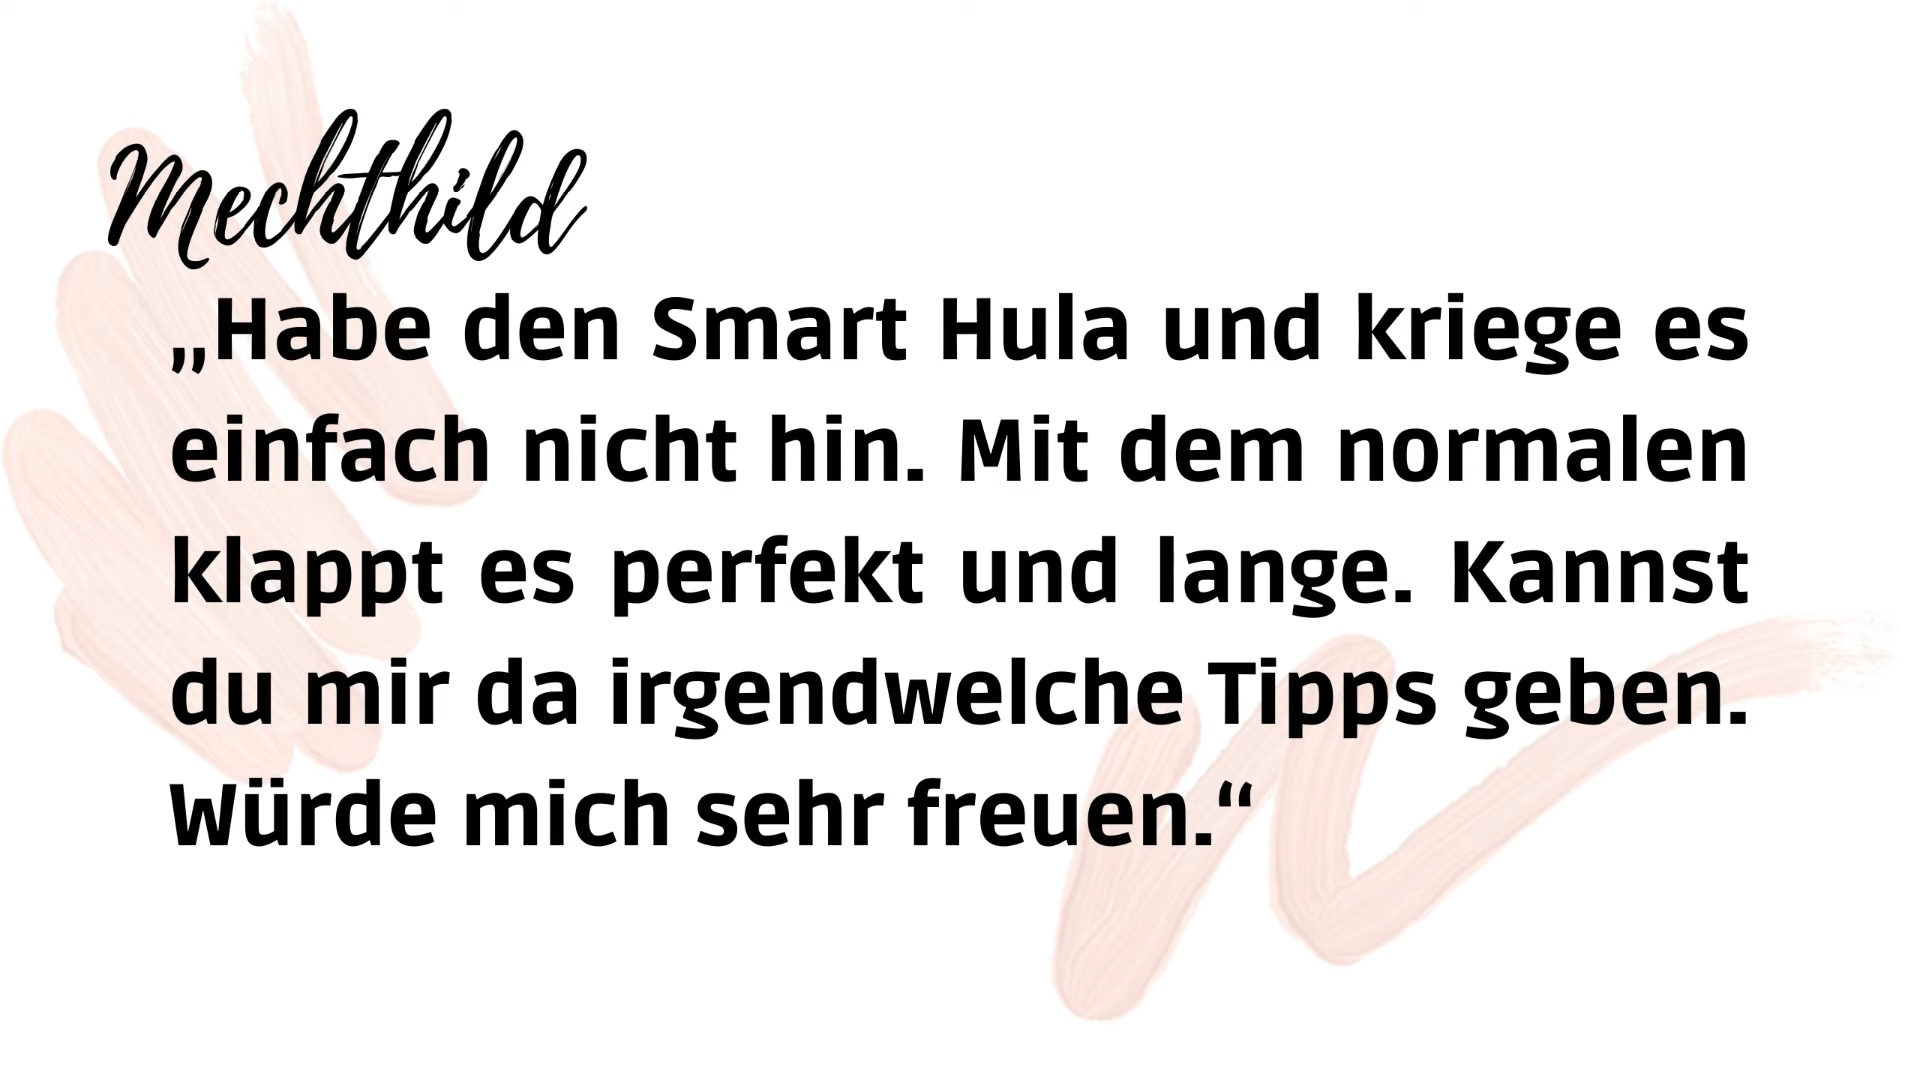 Mechthild
„Habe den Smart Hula und kriege es
einfach nicht hin. Mit dem normalen
klappt es perfekt und lange. Kannst
du mir da irgendwelche Tipps geben.
Würde mich sehr freuen.“